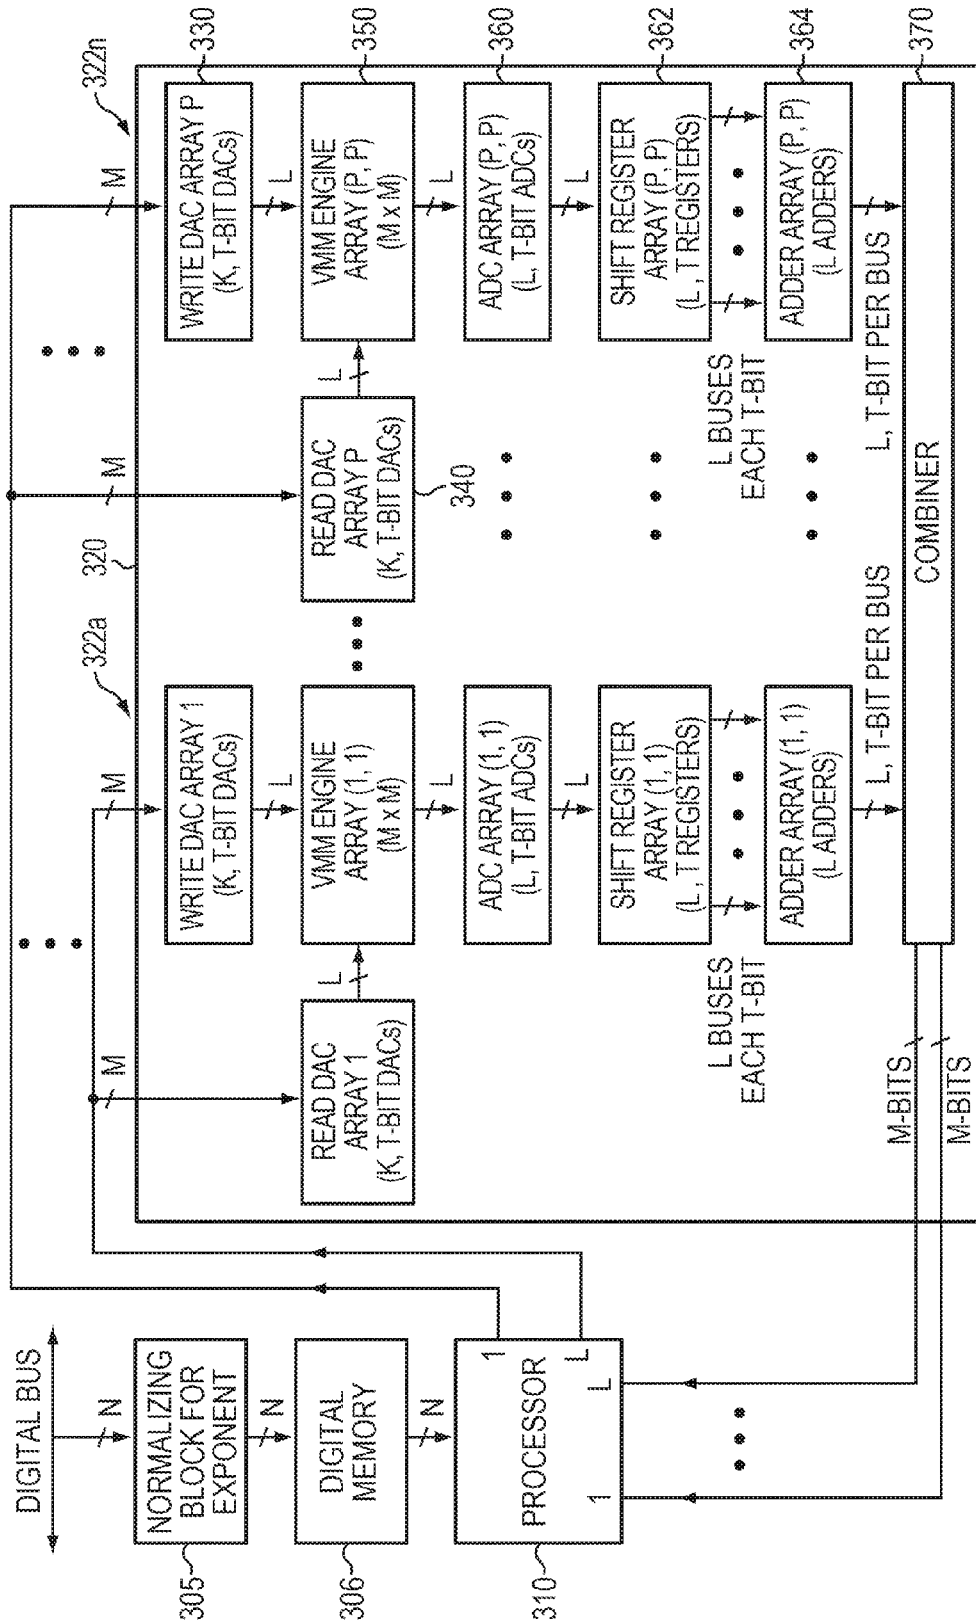 DIGITAL BUS
N
NORMALIZING
BLOCK FOR
EXPONENT
305
N
DIGITAL
MEMORY
306
N
PROCESSOR
310
1
L
1
L
M
M
322a
320
M
M
322n
READ DAC
ARRAY 1
(K, T-BIT DACs)
L
WRITE DAC ARRAY 1
(K, T-BIT DACs)
L
VMM ENGINE
ARRAY (1, 1)
(M x M)
L
ADC ARRAY (1, 1)
(L, T-BIT ADCs)
L
SHIFT REGISTER
ARRAY (1, 1)
(L, T REGISTERS)
L BUSES
EACH T-BIT
ADDER ARRAY (1, 1)
(L ADDERS)
L, T-BIT PER BUS
READ DAC
ARRAY P
(K, T-BIT DACs)
340
L
WRITE DAC ARRAY P
(K, T-BIT DACs)
330
L
VMM ENGINE
ARRAY (P, P)
(M x M)
350
L
ADC ARRAY (P, P)
(L, T-BIT ADCs)
360
L
SHIFT REGISTER
ARRAY (P, P)
(L, T REGISTERS)
362
L BUSES
EACH T-BIT
ADDER ARRAY (P, P)
(L ADDERS)
364
L, T-BIT PER BUS
COMBINER
370
M-BITS
M-BITS